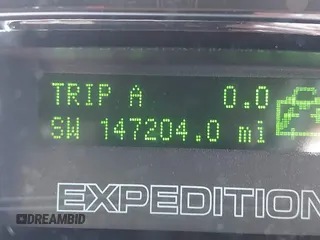 TRIP A 0.0
SW 147204.0 mi
EXPEDITION
DREAMBID